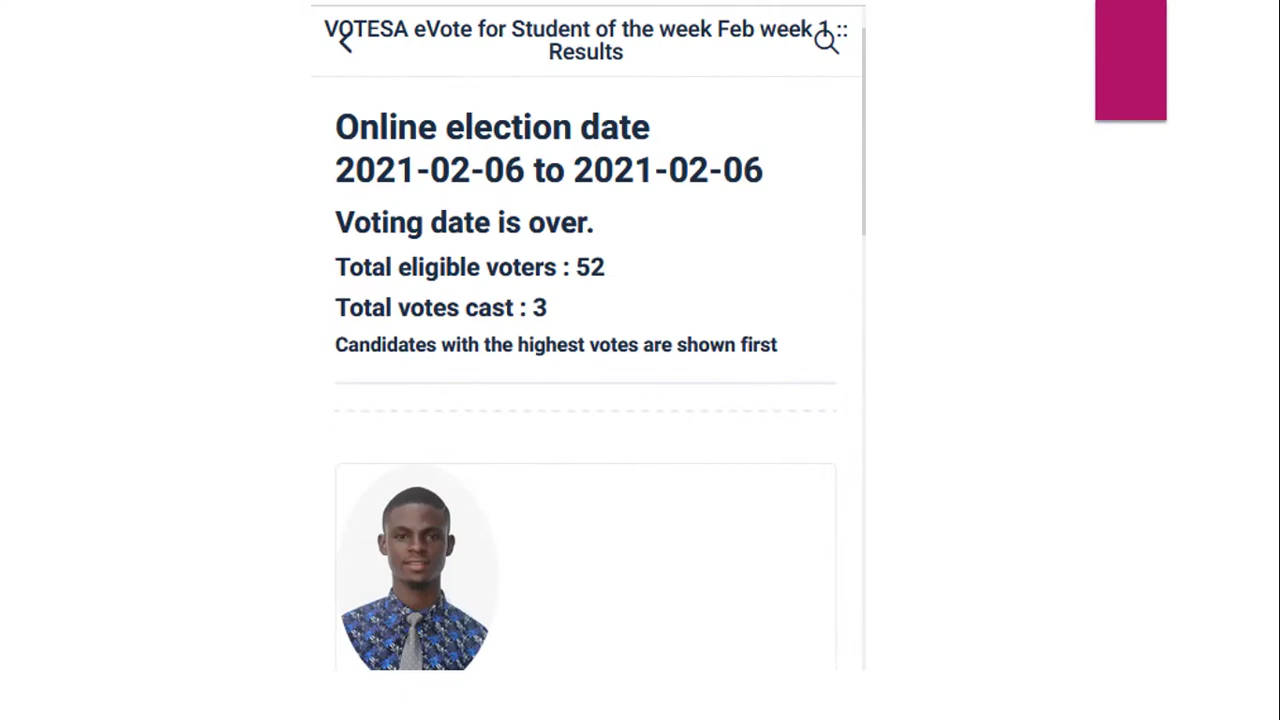 VOTESA eVote for Student of the week Feb week 1 ::
Results
Online election date
2021-02-06 to 2021-02-06
Voting date is over.
Total eligible voters : 52
Total votes cast : 3
Candidates with the highest votes are shown first